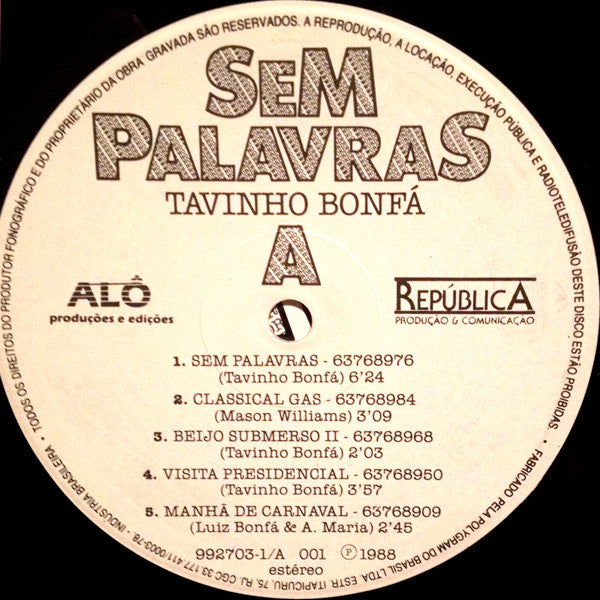 TODOS OS DIREITOS DO PRODUTOR FONOGRÁFICO E DO PROPRIETÁRIO DA OBRA GRAVADA SÃO RESERVADOS. A REPRODUÇÃO, A LOCAÇÃO, EXECUÇÃO PÚBLICA E RADIOTELEDIFUSÃO DESTE DISCO ESTÃO PROIBIDAS
SEM
PALAVRAS
TAVINHO BONFÁ
A
ALÔ
produções e edições
REPÚBLICA
PRODUÇÃO & COMUNICAÇÃO
1. SEM PALAVRAS - 63768976
(Tavinho Bonfá) 6'24
2. CLASSICAL GAS - 63768984
(Mason Williams) 3'09
3. BEIJO SUBMERSO II - 63768968
(Tavinho Bonfá) 2'03
4. VISITA PRESIDENCIAL - 63768950
(Tavinho Bonfá) 3'57
5. MANHÃ DE CARNAVAL - 63768909
(Luiz Bonfá & A. Maria) 2'45
992703-1/A 001 Ⓟ 1988
estéreo
• FABRICADO PELA POLYGRAM DO BRASIL LTDA. ESTR. ITAPICURU, 75, RJ. CGC 33.177.411/0003-78 - INDÚSTRIA BRASILEIRA •